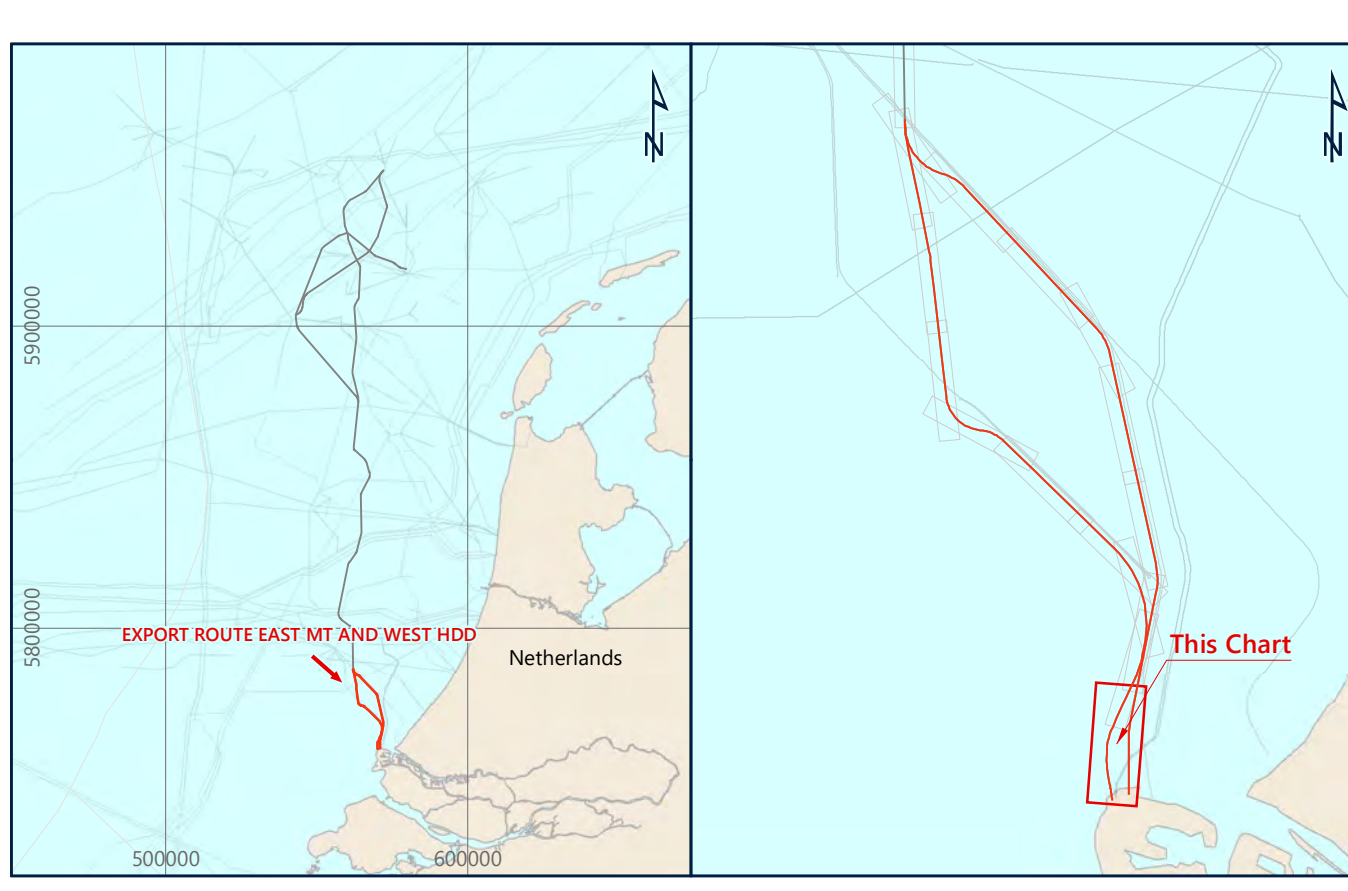 N
N
5900000
5800000
EXPORT ROUTE EAST MT AND WEST HDD
Netherlands
This Chart
500000
600000